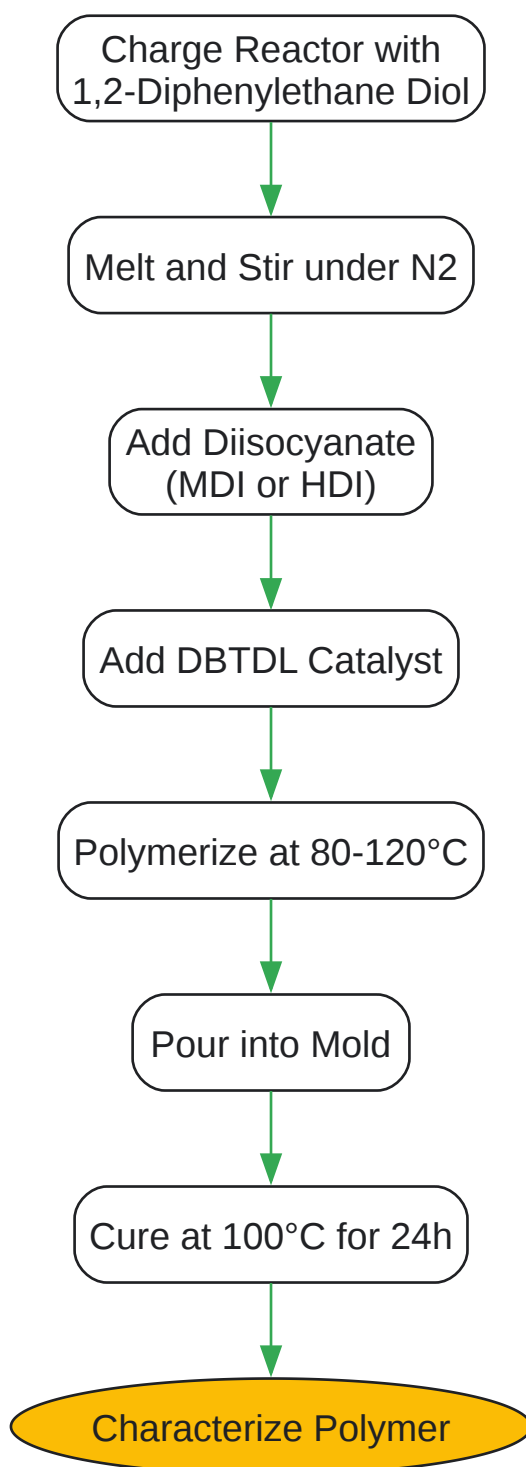 Charge Reactor with
1,2-Diphenylethane Diol
Melt and Stir under N2
Add Diisocyanate
(MDI or HDI)
Add DBTDL Catalyst
Polymerize at 80-120°C
Pour into Mold
Cure at 100°C for 24h
Characterize Polymer